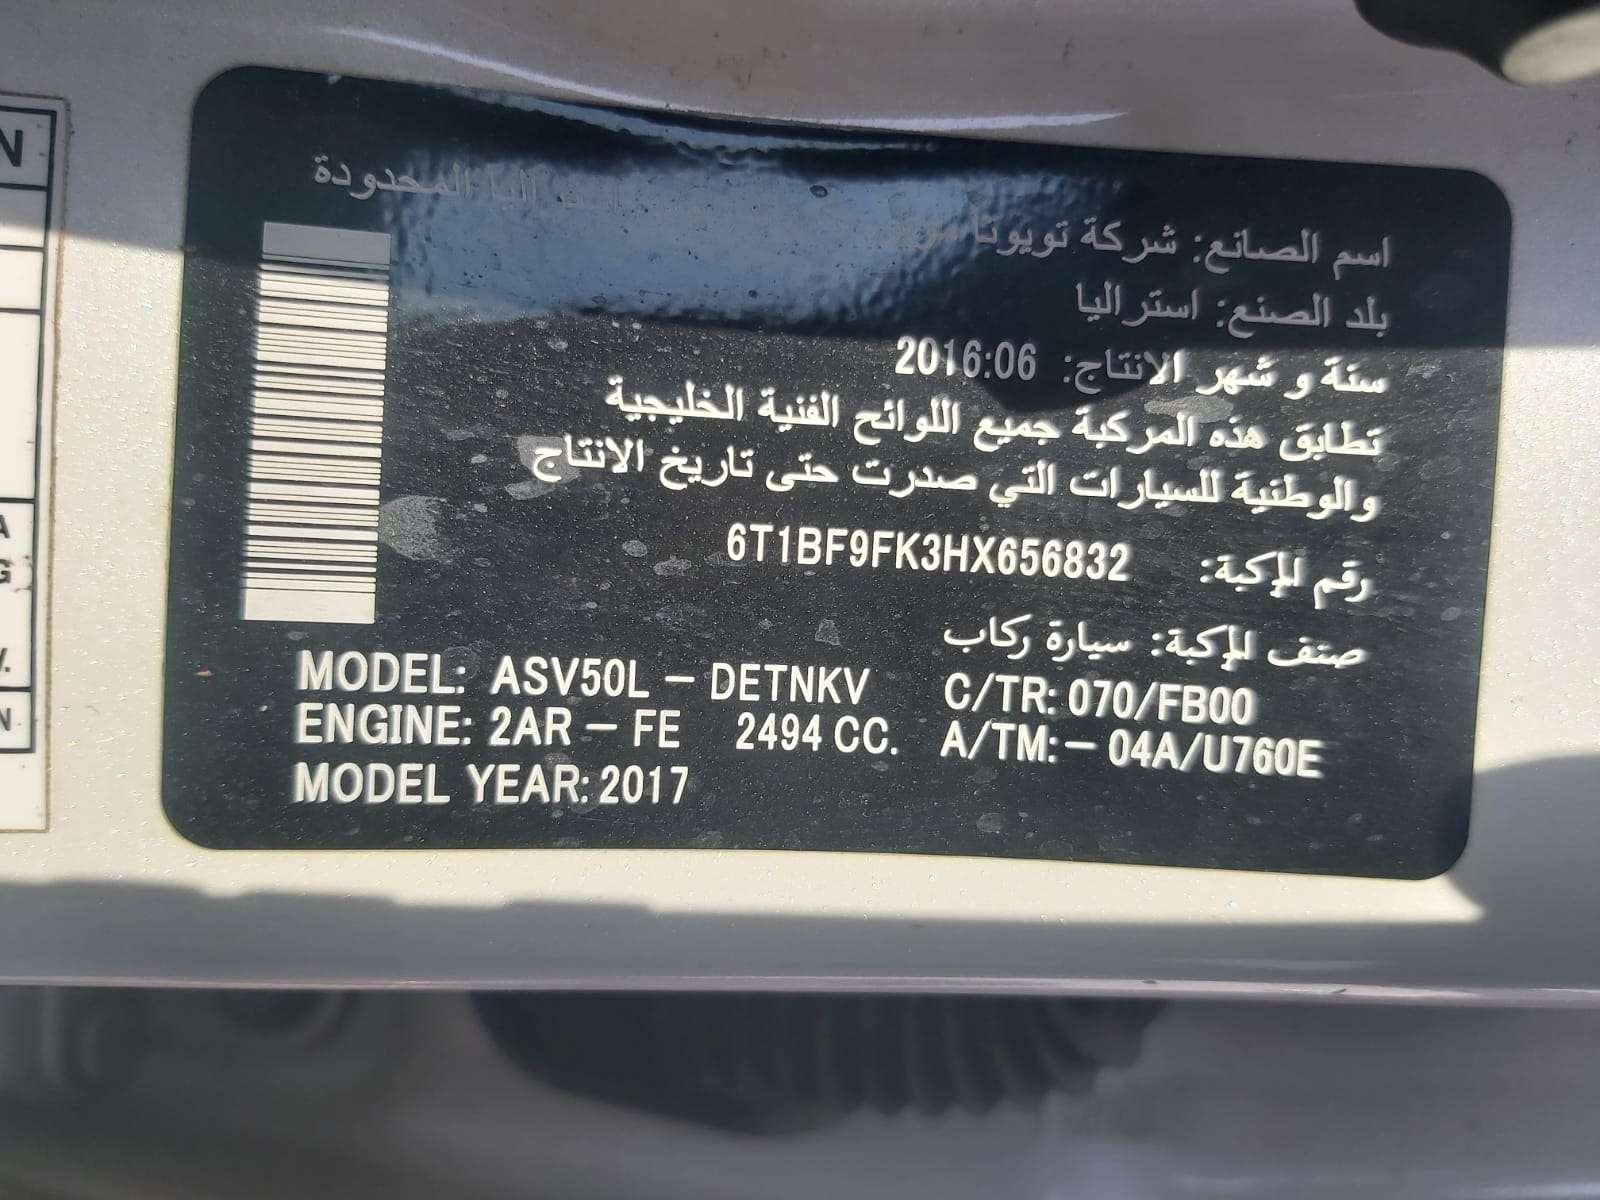 اسم الصانع: شركة تويوتا استراليا المحدودة
بلد الصنع: استراليا
سنة و شهر الانتاج: 2016:06
تطابق هذه المركبة جميع اللوائح الفنية الخليجية
والوطنية للسيارات التي صدرت حتى تاريخ الانتاج
رقم المركبة: 6T1BF9FK3HX656832
صنف المركبة: سيارة ركاب
MODEL: ASV50L – DETNKV C/TR: 070/FB00
ENGINE: 2AR – FE 2494 CC. A/TM:– 04A/U760E
MODEL YEAR: 2017
N
A
G
V.
N